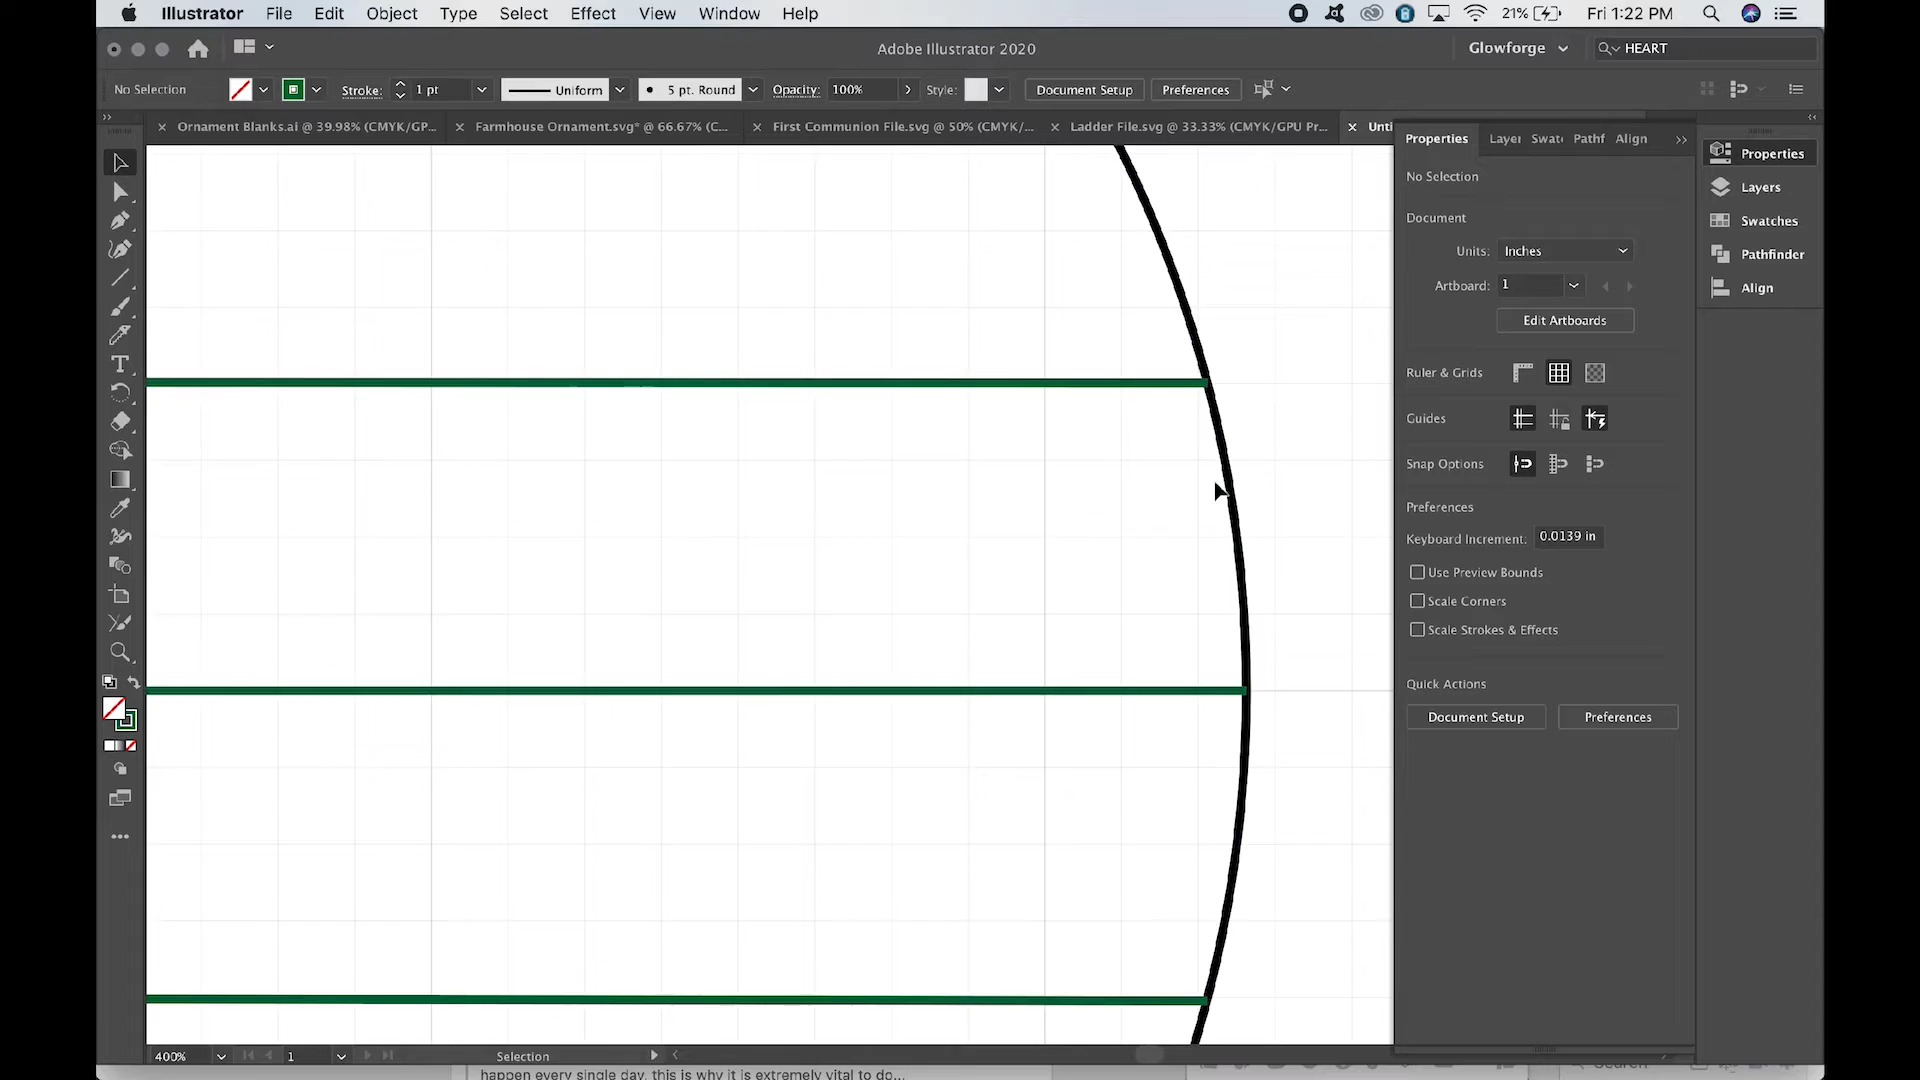 Illustrator File Edit Object Type Select Effect View Window Help 21% Fri 1:22 PM
Adobe Illustrator 2020 Glowforge HEART
No Selection Stroke: 1 pt Uniform 5 pt. Round Opacity: 100% Style: Document Setup Preferences
Ornament Blanks.ai @ 39.98% (CMYK/GP... Farmhouse Ornament.svg* @ 66.67% (C... First Communion File.svg @ 50% (CMYK/... Ladder File.svg @ 33.33% (CMYK/GPU Pr... Unti
Properties Layer Swatc Pathf Align
Properties
No Selection
Layers
Document
Swatches
Units: Inches
Pathfinder
Artboard: 1
Align
Edit Artboards
Ruler & Grids
Guides
Snap Options
Preferences
Keyboard Increment: 0.0139 in
Use Preview Bounds
Scale Corners
Scale Strokes & Effects
Quick Actions
Document Setup Preferences
400% 1 Selection
happen every single day, this is why it is extremely vital to do...
Search